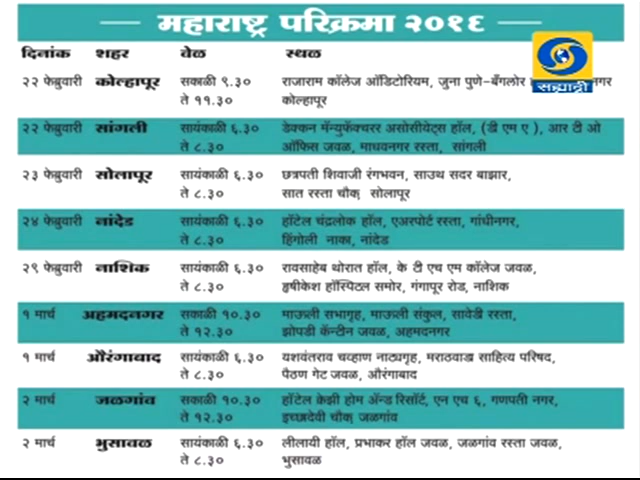 महाराष्ट्र परिक्रमा २०१६
दिनांक शहर वेळ स्थळ
२२ फेब्रुवारी कोल्हापूर सकाळी ९.३० राजाराम कॉलेज ऑडिटोरियम, जुना पुणे-बँगलोर नगर
ते ११.३० कोल्हापूर
सह्याद्री
२२ फेब्रुवारी सांगली सायंकाळी ६.३० डेक्कन मॅन्युफॅक्चरर असोसीयेट्स हॉल, (डी एम ए ), आर टी ओ
ते ८.३० ऑफिस जवळ, माधवनगर रस्ता, सांगली
२३ फेब्रुवारी सोलापूर सायंकाळी ६.३० छत्रपती शिवाजी रंगभवन, साउथ सदर बाझार,
ते ८.३० सात रस्ता चौक, सोलापूर
२४ फेब्रुवारी नांदेड सायंकाळी ६.३० हॉटेल चंद्रलोक हॉल, एअरपोर्ट रस्ता, गांधीनगर,
ते ८.३० हिंगोली नाका, नांदेड
२९ फेब्रुवारी नाशिक सायंकाळी ६.३० रावसाहेब थोरात हॉल, के टी एच एम कॉलेज जवळ,
ते ८.३० ऋषीकेश हॉस्पिटल समोर, गंगापूर रोड, नाशिक
१ मार्च अहमदनगर सकाळी १०.३० माऊली सभागृह, माऊली संकुल, सावेडी रस्ता,
ते १२.३० झोपडी कॅन्टीन जवळ, अहमदनगर
१ मार्च औरंगाबाद सायंकाळी ६.३० यशवंतराव चव्हाण नाट्यगृह, मराठवाडा साहित्य परिषद,
ते ८.३० पैठण गेट जवळ, औरंगाबाद
२ मार्च जळगांव सकाळी १०.३० हॉटेल क्रेझी होम अ‍ॅन्ड रिसॉर्ट, एन एच ६, गणपती नगर,
ते १२.३० इच्छादेवी चौक, जळगांव
२ मार्च भुसावळ सायंकाळी ६.३० लीलायी हॉल, प्रभाकर हॉल जवळ, जळगांव रस्ता जवळ,
ते ८.३० भुसावळ